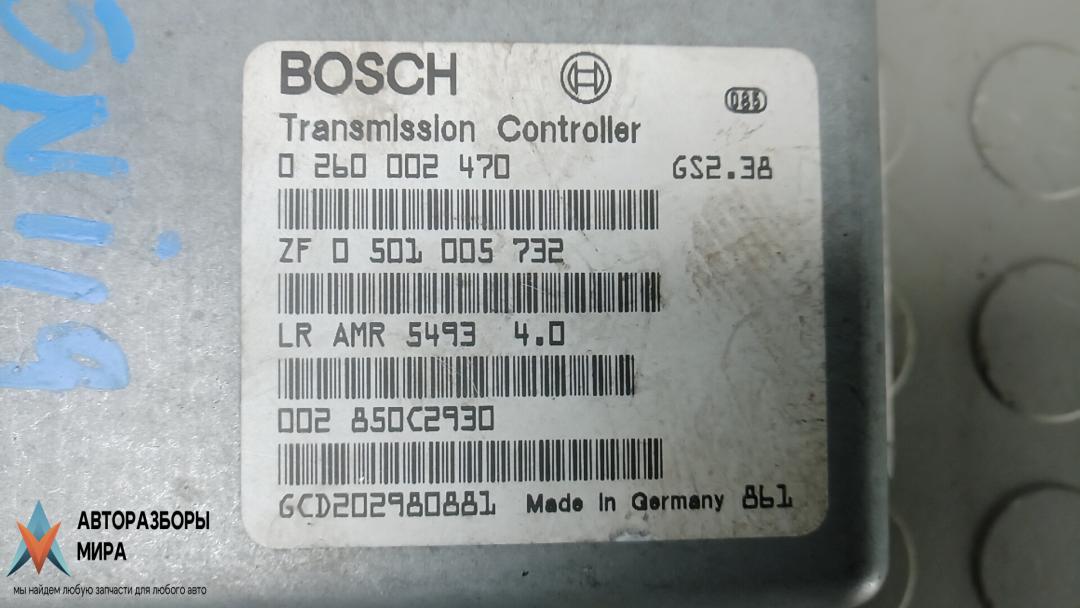 BOSCH
Transmission Controller
0 260 002 470 GS2.38
ZF 0 501 005 732
LR AMR 5493 4.0
002 850C2930
GCD202980881 Made in Germany 861
АВТОРАЗБОРЫ
МИРА
мы найдем любую запчасти для любого авто